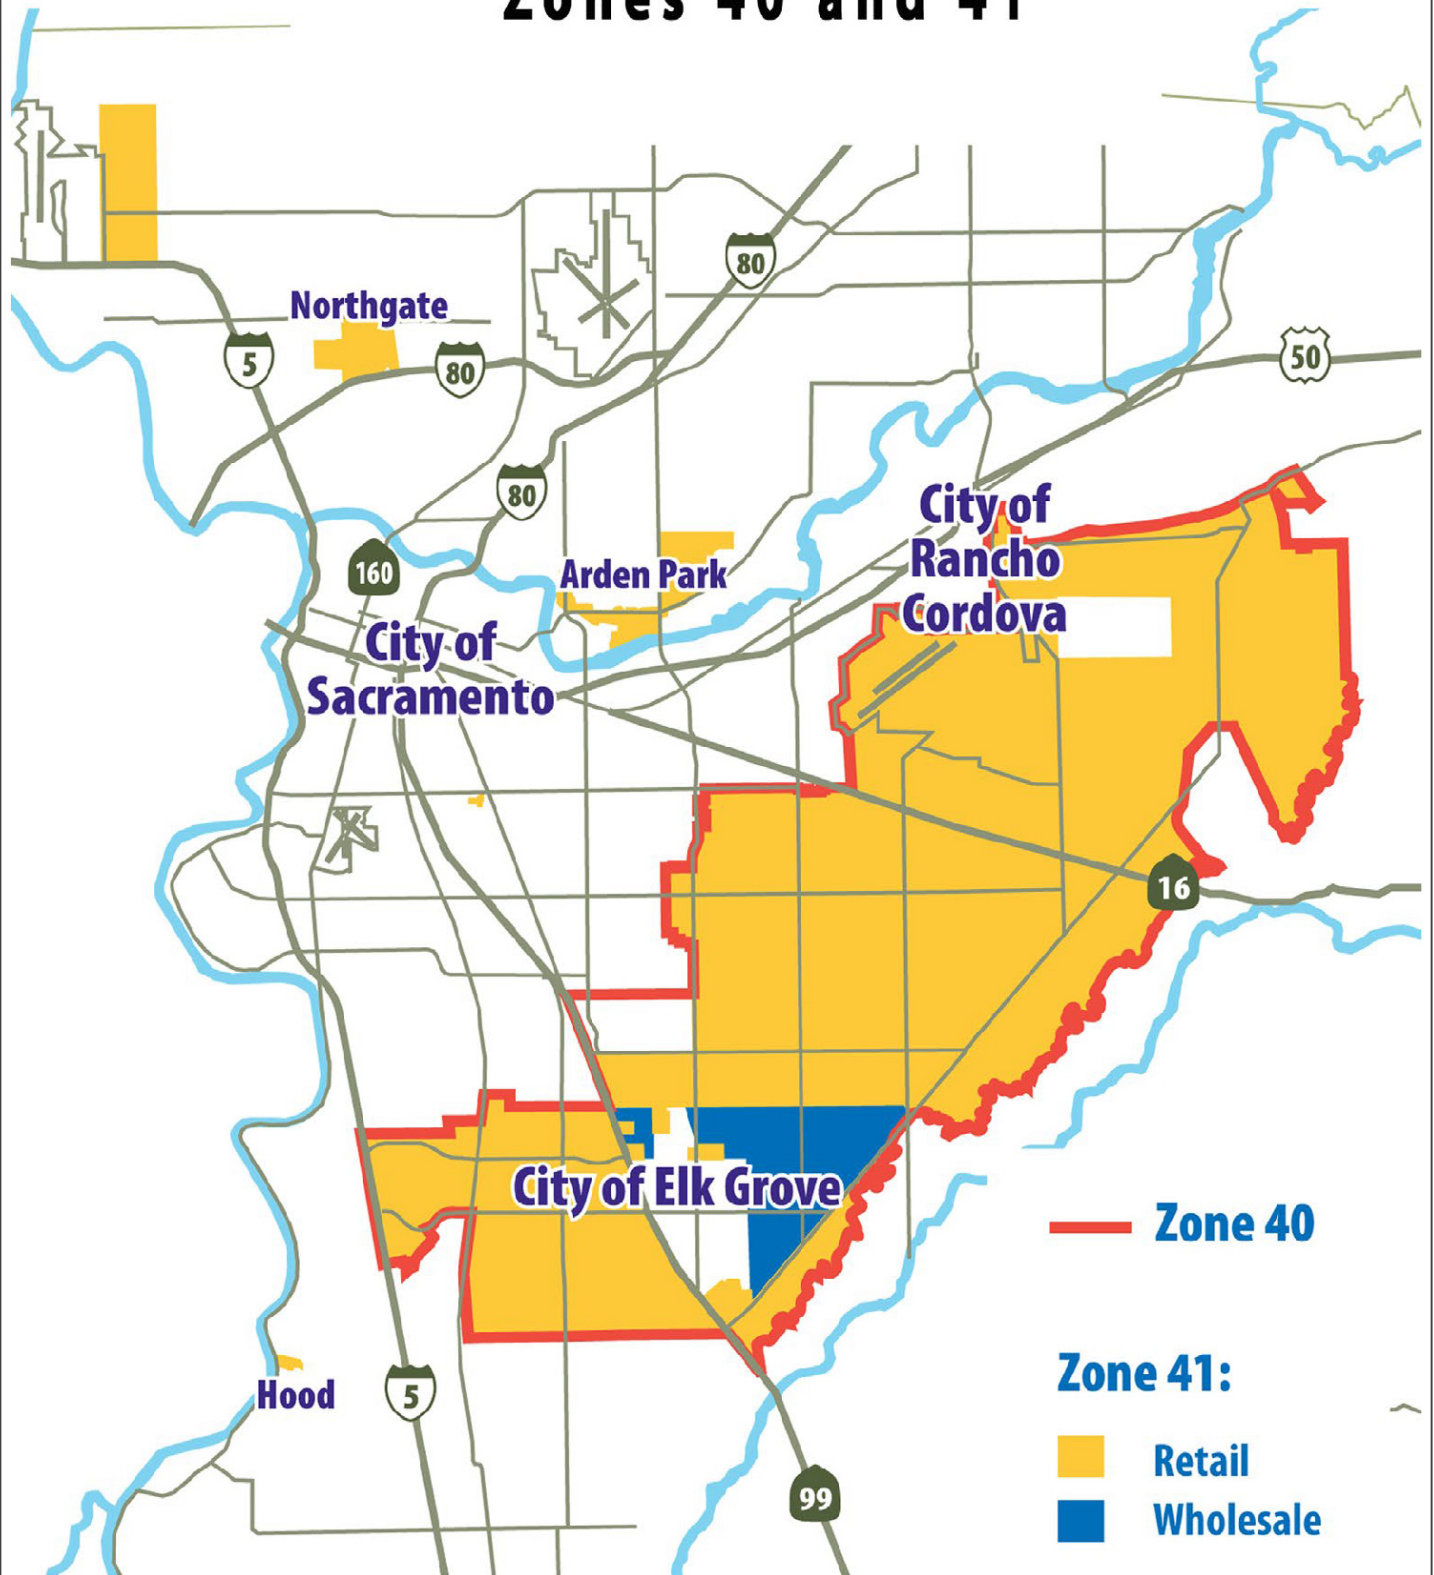 Zones 40 and 41
80
Northgate
5
80
50
80
City of
Rancho
Cordova
160
Arden Park
City of
Sacramento
16
City of Elk Grove
Zone 40
Hood
5
Zone 41:
Retail
99
Wholesale